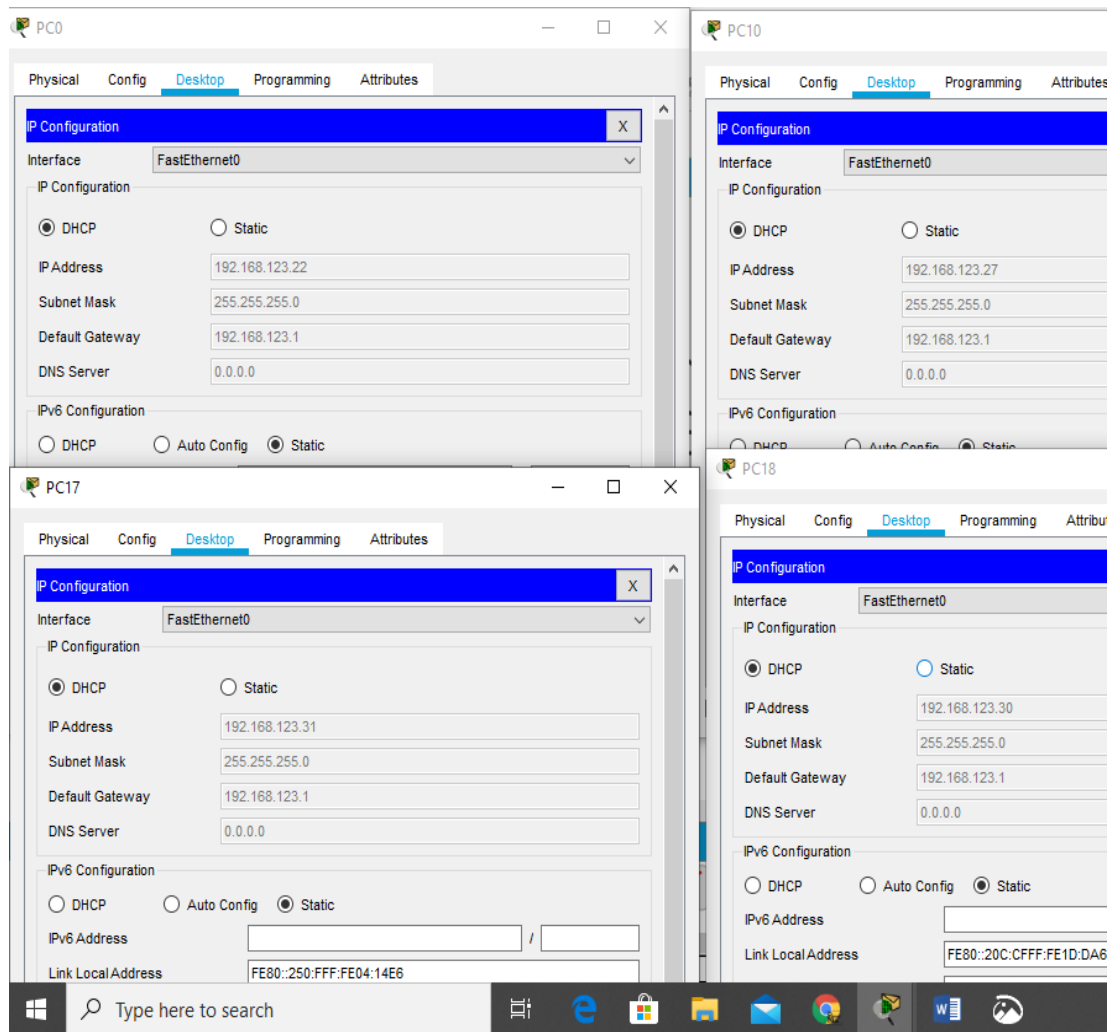 PC0
Physical Config Desktop Programming Attributes
IP Configuration X
Interface FastEthernet0
IP Configuration
DHCP Static
IP Address 192.168.123.22
Subnet Mask 255.255.255.0
Default Gateway 192.168.123.1
DNS Server 0.0.0.0
IPv6 Configuration
DHCP Auto Config Static
PC10
Physical Config Desktop Programming Attributes
IP Configuration
Interface FastEthernet0
IP Configuration
DHCP Static
IP Address 192.168.123.27
Subnet Mask 255.255.255.0
Default Gateway 192.168.123.1
DNS Server 0.0.0.0
IPv6 Configuration
DHCP Auto Config Static
PC17
Physical Config Desktop Programming Attributes
IP Configuration X
Interface FastEthernet0
IP Configuration
DHCP Static
IP Address 192.168.123.31
Subnet Mask 255.255.255.0
Default Gateway 192.168.123.1
DNS Server 0.0.0.0
IPv6 Configuration
DHCP Auto Config Static
IPv6 Address /
Link Local Address FE80::250:FFF:FE04:14E6
PC18
Physical Config Desktop Programming Attribut
IP Configuration
Interface FastEthernet0
IP Configuration
DHCP Static
IP Address 192.168.123.30
Subnet Mask 255.255.255.0
Default Gateway 192.168.123.1
DNS Server 0.0.0.0
IPv6 Configuration
DHCP Auto Config Static
IPv6 Address
Link Local Address FE80::20C:CFFF:FE1D:DA6
Type here to search